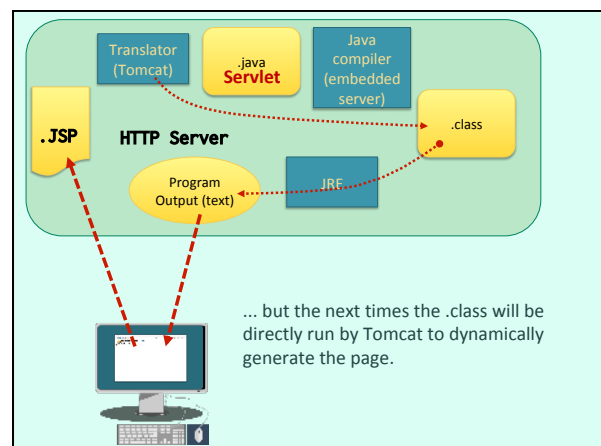 Translator
(Tomcat)
.java
Servlet
Java
compiler
(embedded
server)
.JSP
HTTP Server
.class
Program
Output (text)
JRE
... but the next times the .class will be
directly run by Tomcat to dynamically
generate the page.